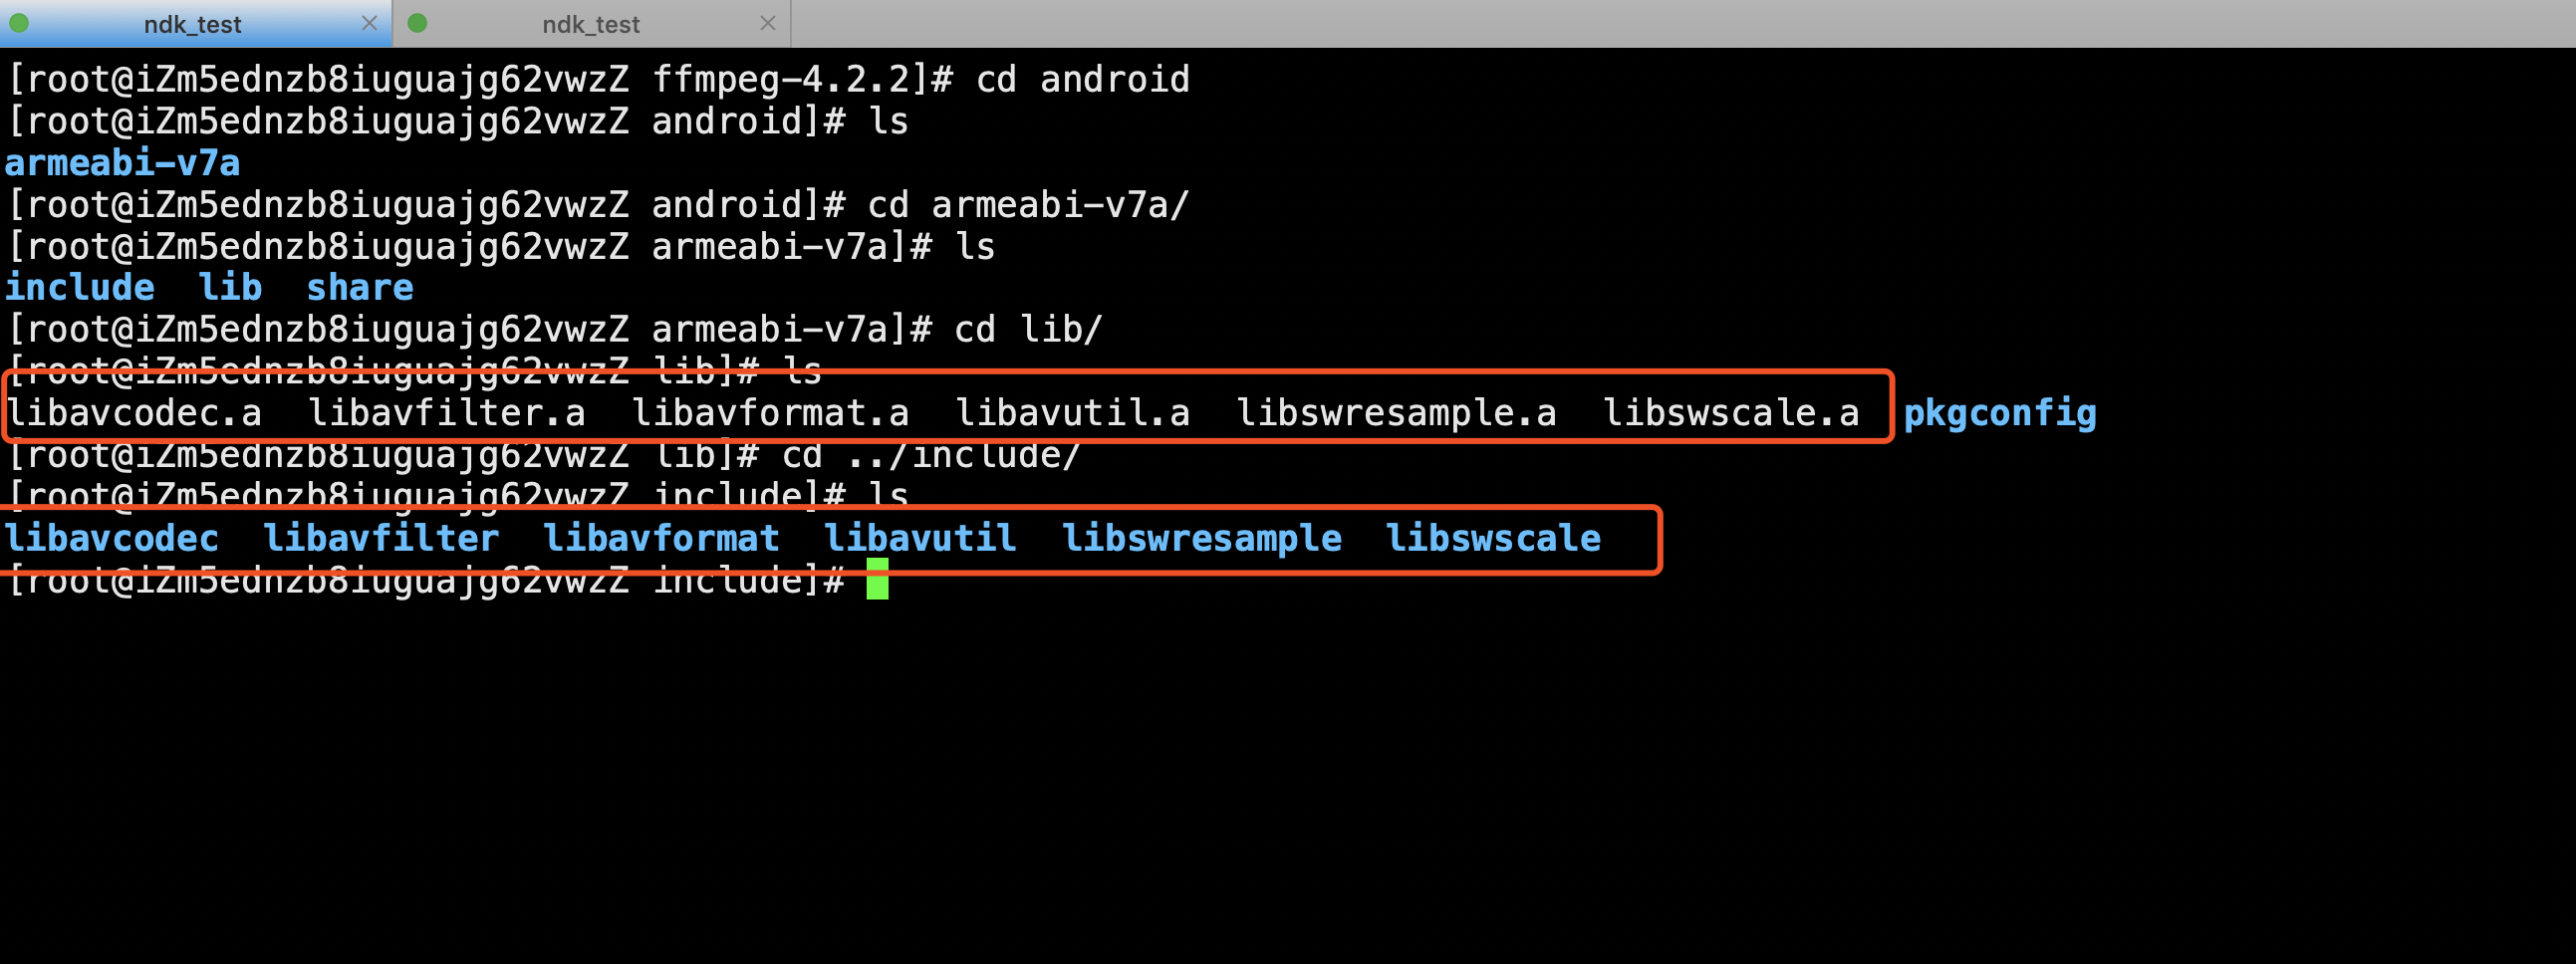 ndk_test ndk_test
[root@iZm5ednzb8iuguajg62vwzZ ffmpeg-4.2.2]# cd android
[root@iZm5ednzb8iuguajg62vwzZ android]# ls
armeabi-v7a
[root@iZm5ednzb8iuguajg62vwzZ android]# cd armeabi-v7a/
[root@iZm5ednzb8iuguajg62vwzZ armeabi-v7a]# ls
include lib share
[root@iZm5ednzb8iuguajg62vwzZ armeabi-v7a]# cd lib/
[root@iZm5ednzb8iuguajg62vwzZ lib]# ls
libavcodec.a libavfilter.a libavformat.a libavutil.a libswresample.a libswscale.a pkgconfig
[root@iZm5ednzb8iuguajg62vwzZ lib]# cd ../include/
[root@iZm5ednzb8iuguajg62vwzZ include]# ls
libavcodec libavfilter libavformat libavutil libswresample libswscale
[root@iZm5ednzb8iuguajg62vwzZ include]#